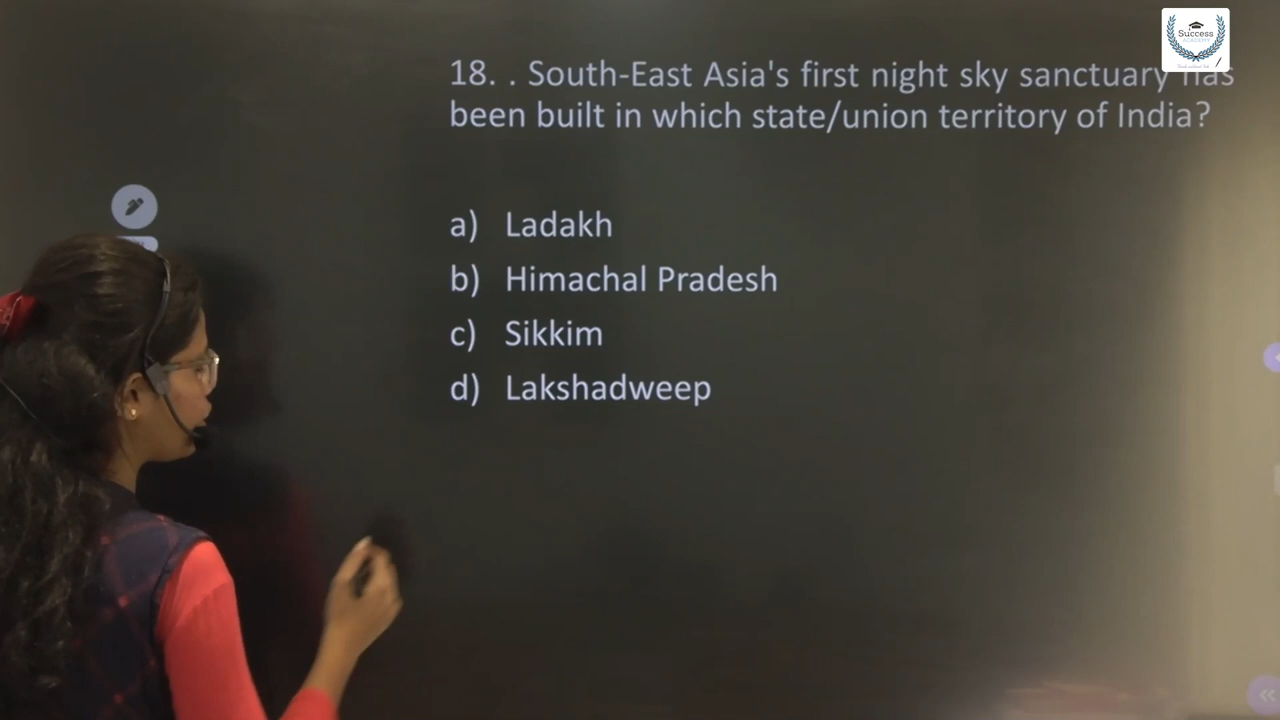 Success
ACADEMY
18. . South-East Asia's first night sky sanctuary has
been built in which state/union territory of India?
a) Ladakh
b) Himachal Pradesh
c) Sikkim
d) Lakshadweep